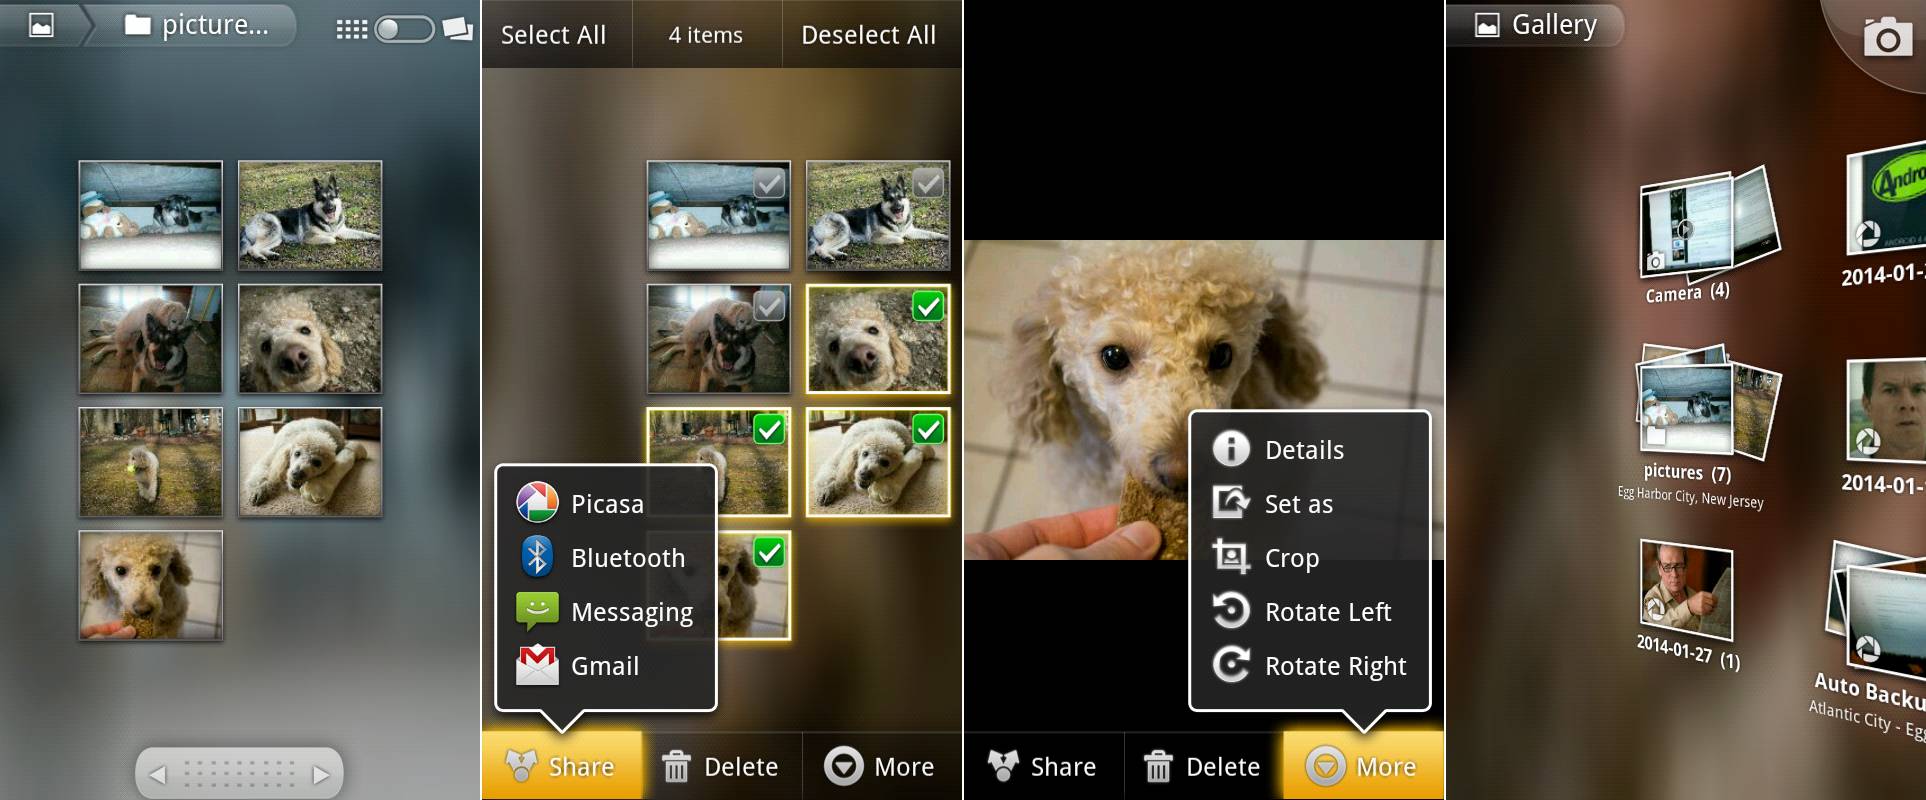 picture...
Select All
4 items
Deselect All
Picasa
Bluetooth
Messaging
Gmail
Share
Delete
More
Details
Set as
Crop
Rotate Left
Rotate Right
Share
Delete
More
Gallery
Camera (4)
pictures (7)
Egg Harbor City, New Jersey
2014-01-27 (1)
Andro
2014-01-
2014-01-
Auto Backu
Atlantic City - Eg